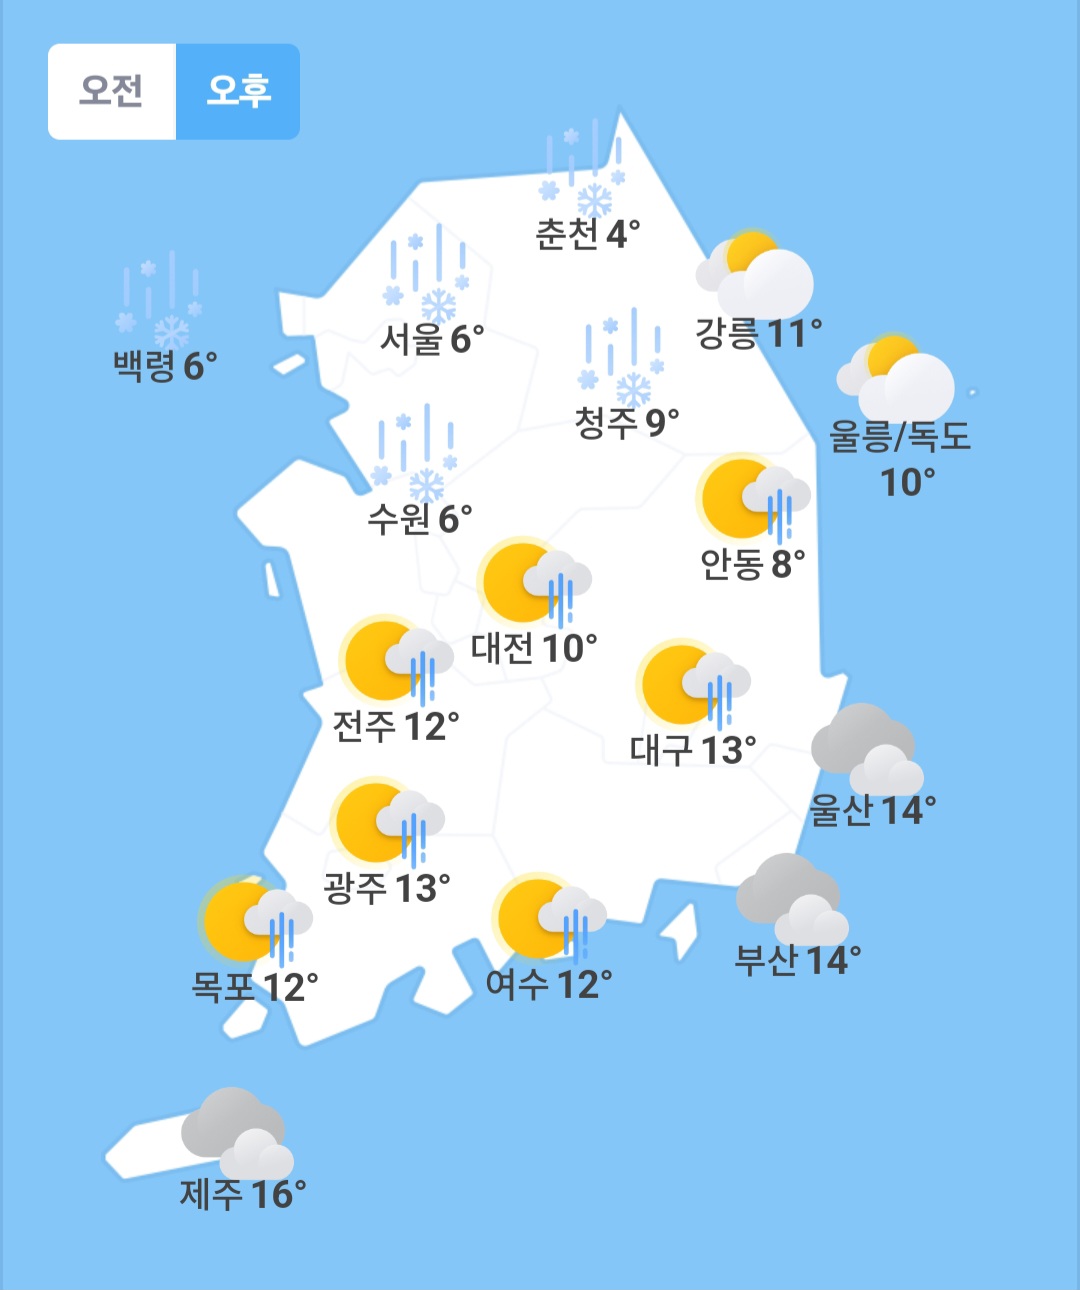 오전 오후
춘천 4°
강릉 11°
서울 6°
백령 6°
청주 9°
울릉/독도
10°
수원 6°
안동 8°
대전 10°
전주 12°
대구 13°
울산 14°
광주 13°
부산 14°
목포 12°
여수 12°
제주 16°